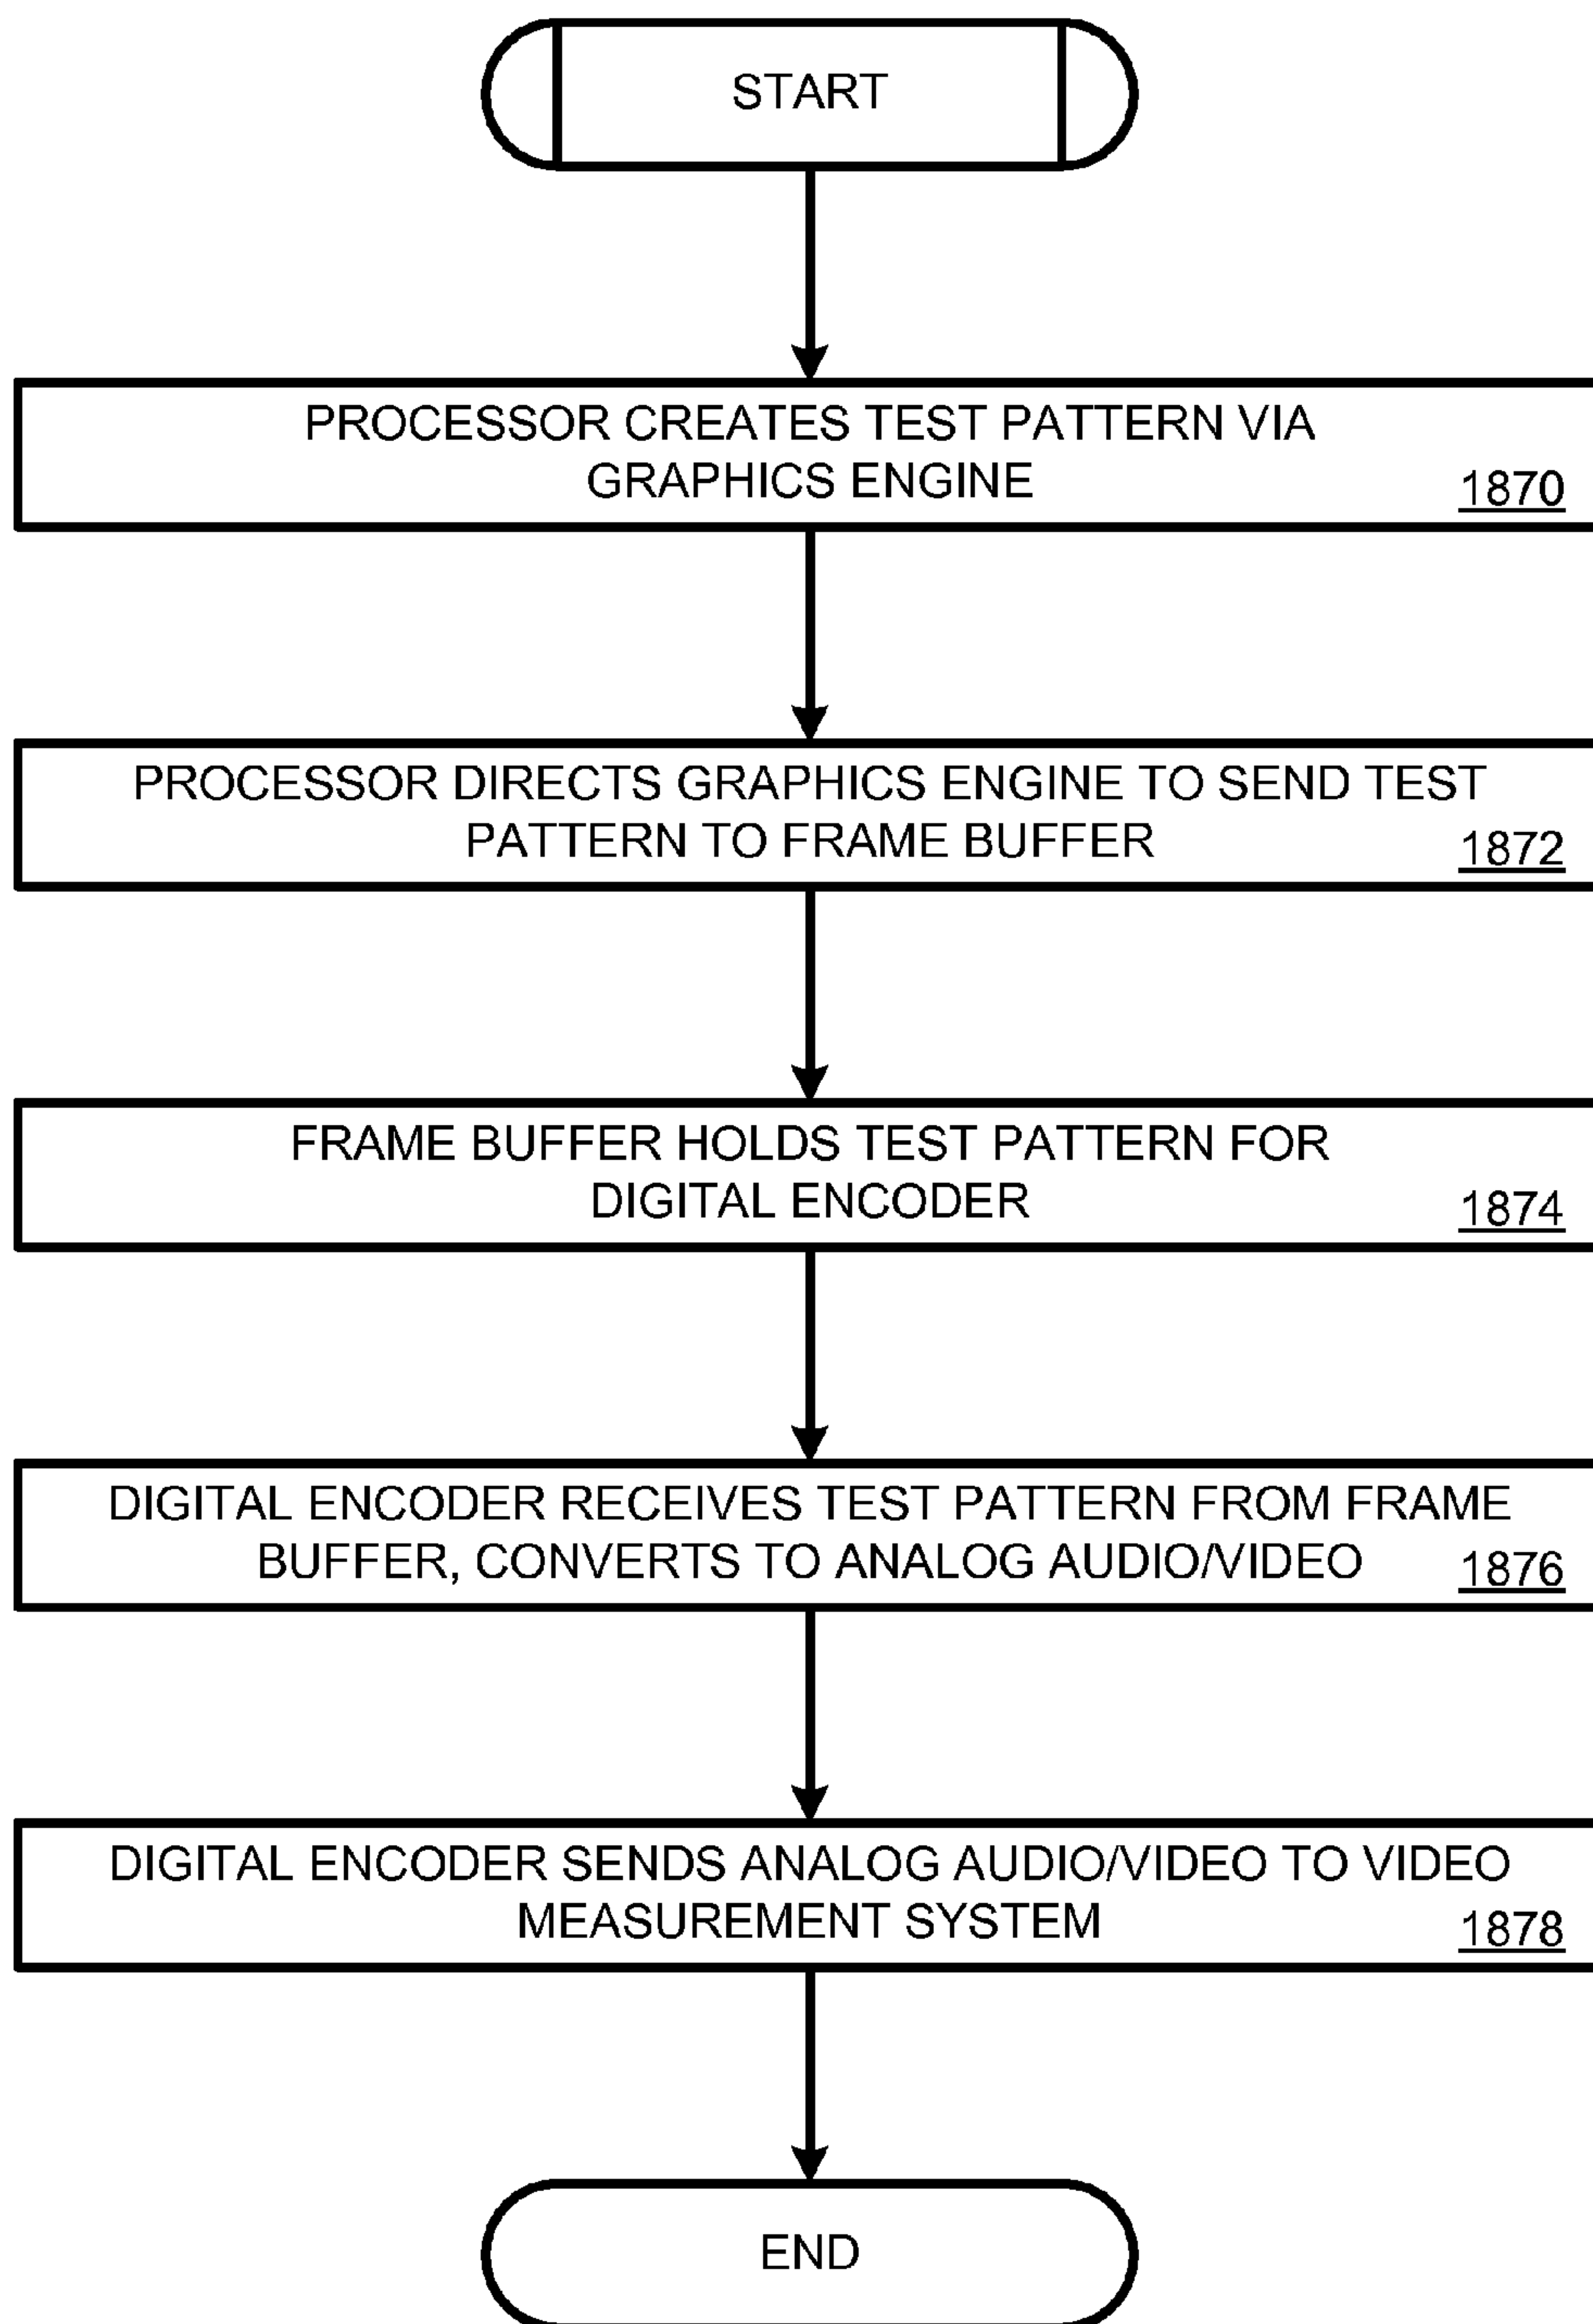 START
PROCESSOR CREATES TEST PATTERN VIA
GRAPHICS ENGINE
1870
PROCESSOR DIRECTS GRAPHICS ENGINE TO SEND TEST
PATTERN TO FRAME BUFFER
1872
FRAME BUFFER HOLDS TEST PATTERN FOR
DIGITAL ENCODER
1874
DIGITAL ENCODER RECEIVES TEST PATTERN FROM FRAME
BUFFER, CONVERTS TO ANALOG AUDIO/VIDEO
1876
DIGITAL ENCODER SENDS ANALOG AUDIO/VIDEO TO VIDEO
MEASUREMENT SYSTEM
1878
END